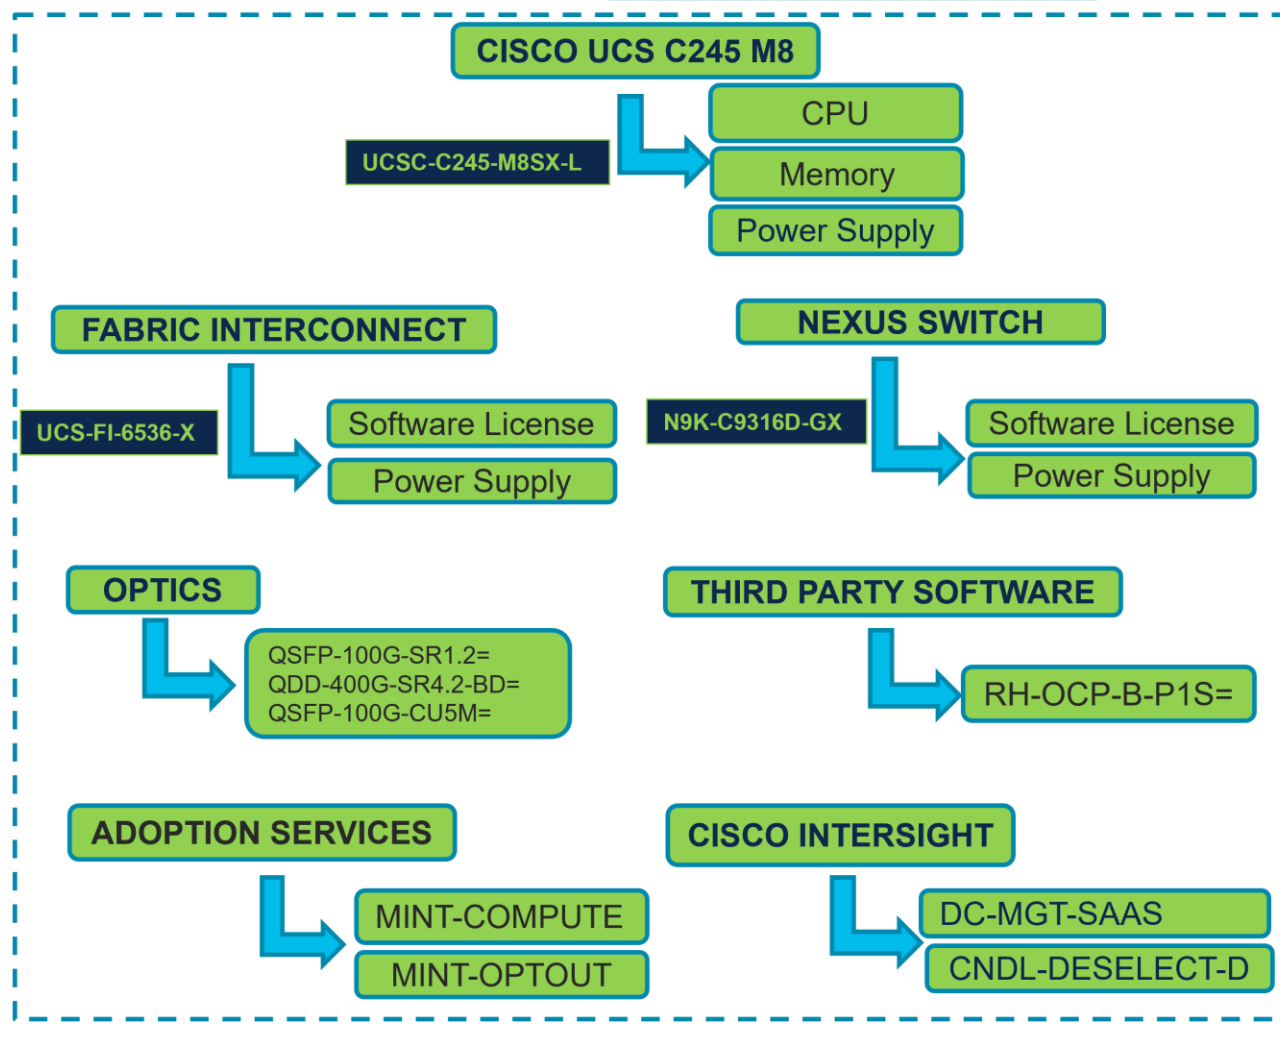 CISCO UCS C245 M8
UCSC-C245-M8SX-L
CPU
Memory
Power Supply
FABRIC INTERCONNECT
UCS-FI-6536-X
Software License
Power Supply
NEXUS SWITCH
N9K-C9316D-GX
Software License
Power Supply
OPTICS
QSFP-100G-SR1.2=
QDD-400G-SR4.2-BD=
QSFP-100G-CU5M=
THIRD PARTY SOFTWARE
RH-OCP-B-P1S=
ADOPTION SERVICES
MINT-COMPUTE
MINT-OPTOUT
CISCO INTERSIGHT
DC-MGT-SAAS
CNDL-DESELECT-D